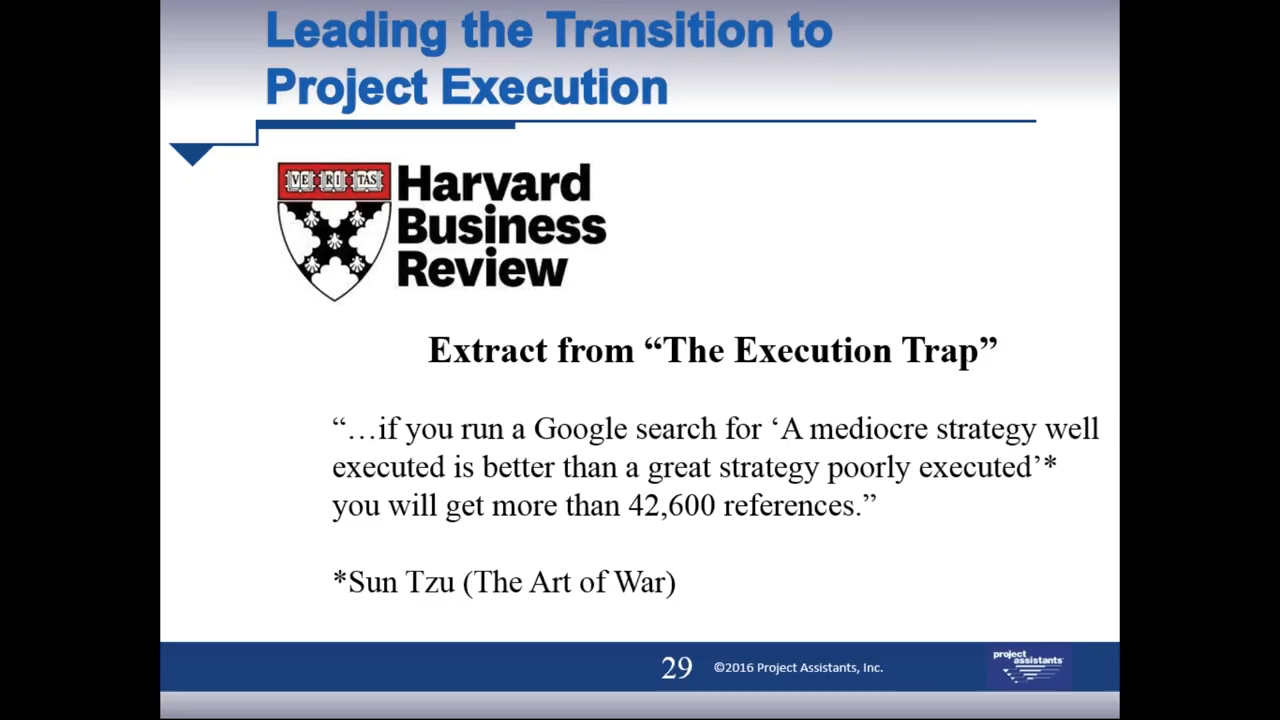 Leading the Transition to
Project Execution
VE RI TAS
Harvard
Business
Review
Extract from “The Execution Trap”
“…if you run a Google search for ‘A mediocre strategy well
executed is better than a great strategy poorly executed’*
you will get more than 42,600 references.”
*Sun Tzu (The Art of War)
29 ©2016 Project Assistants, Inc.
project
assistants